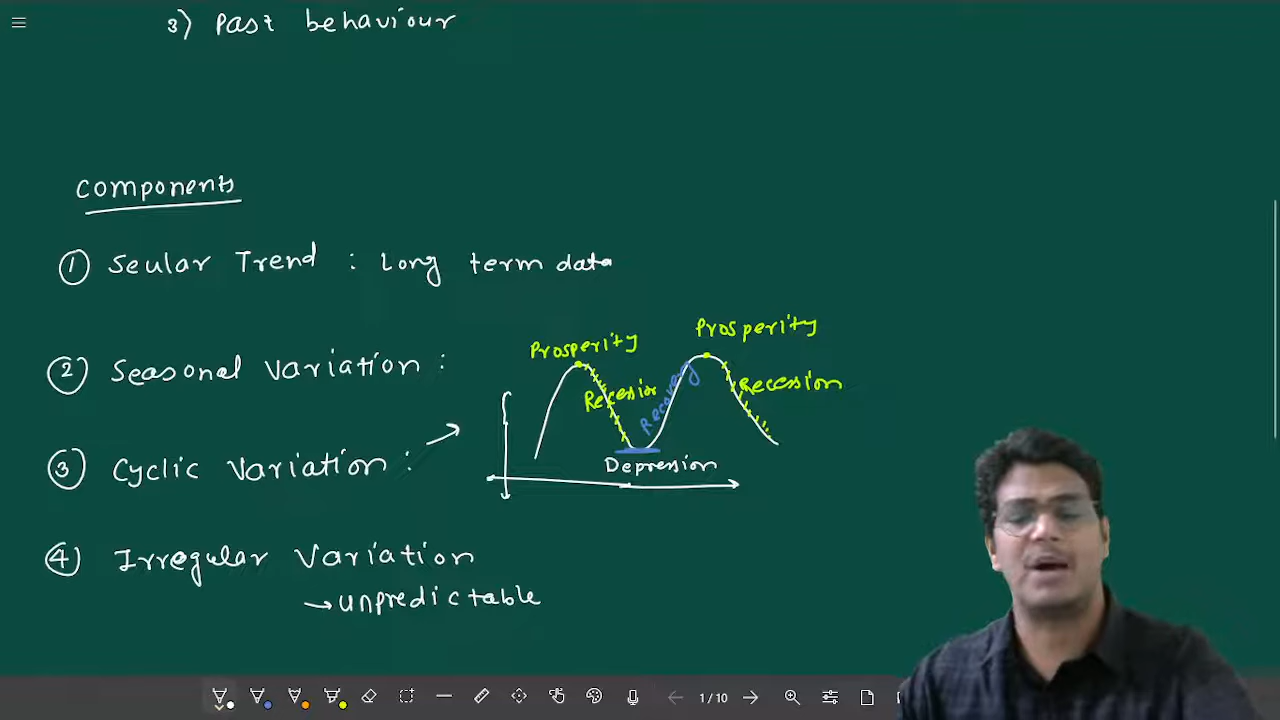 3) Past behaviour
Components
① Seular Trend : Long term data
② Seasonal Variation :
Prosperity
Prosperity
Recession
Recovery
Recession
③ Cyclic Variation :
Depression
④ Irregular Variation
→ unpredictable
1/10